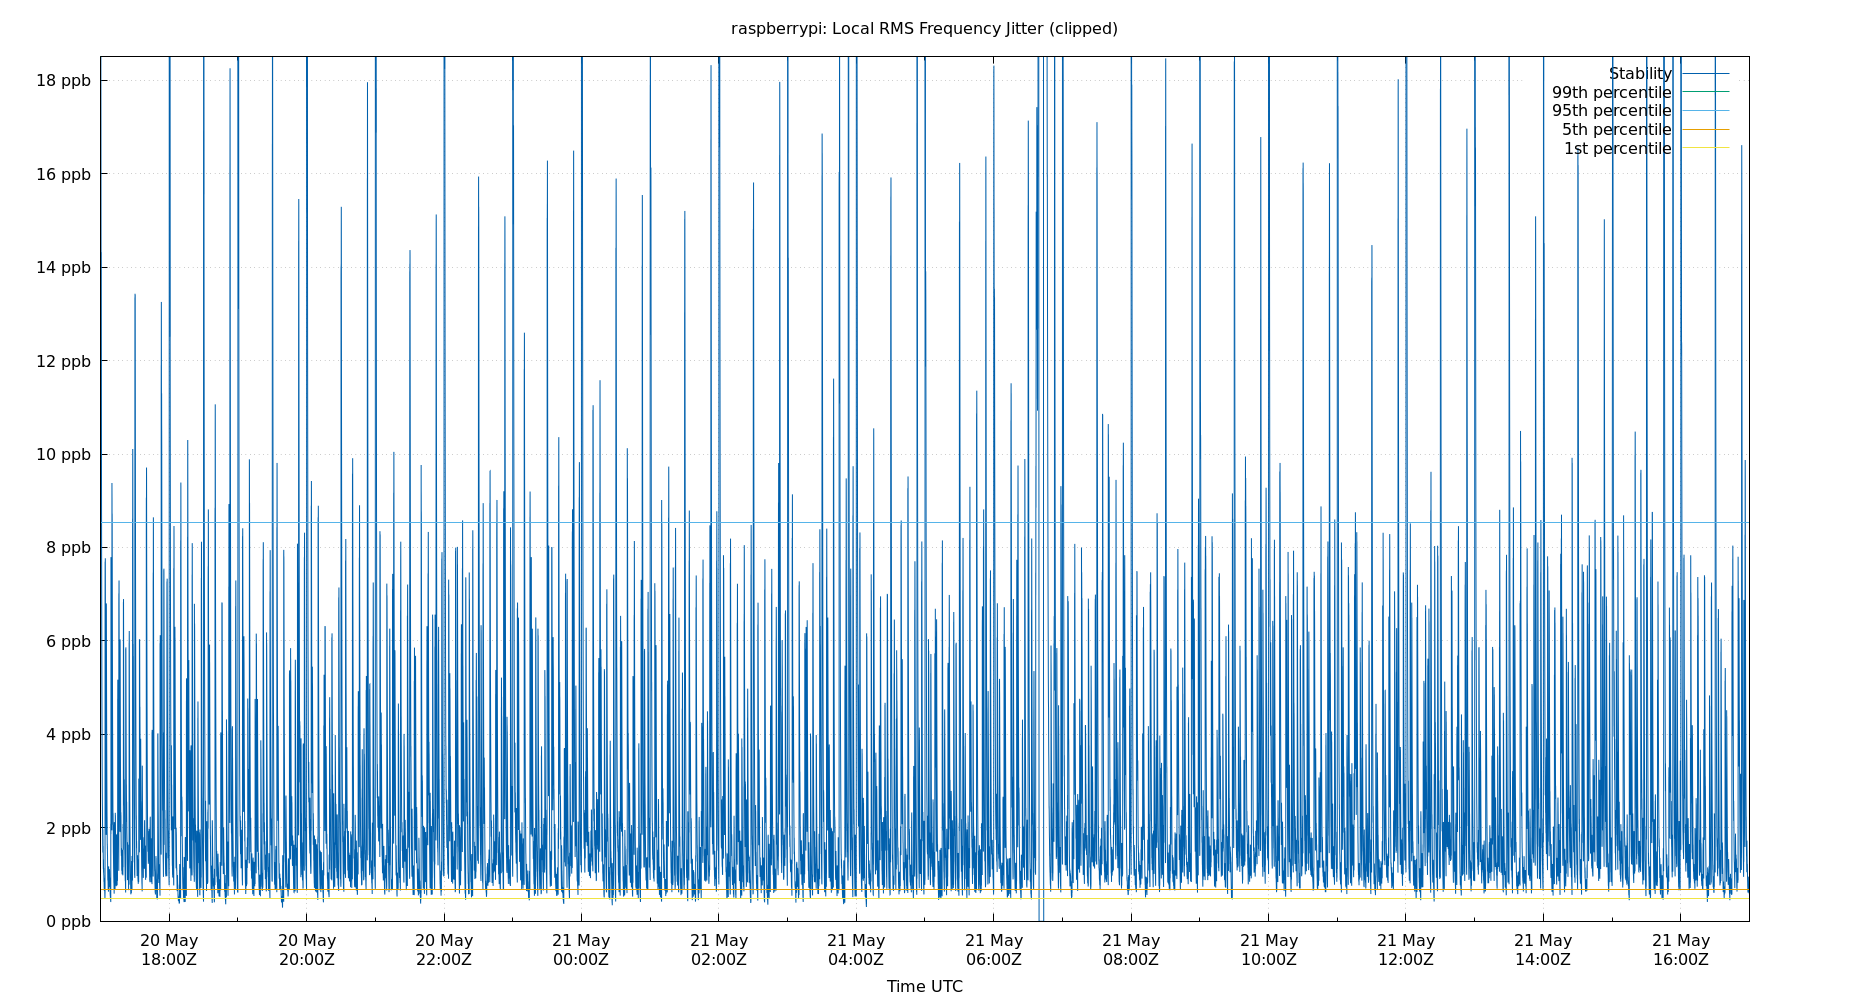 raspberrypi: Local RMS Frequency Jitter (clipped)
Stability
99th percentile
95th percentile
5th percentile
1st percentile
18 ppb
16 ppb
14 ppb
12 ppb
10 ppb
8 ppb
6 ppb
4 ppb
2 ppb
0 ppb
20 May 20 May 20 May 21 May 21 May 21 May 21 May 21 May 21 May 21 May 21 May 21 May
18:00Z 20:00Z 22:00Z 00:00Z 02:00Z 04:00Z 06:00Z 08:00Z 10:00Z 12:00Z 14:00Z 16:00Z
Time UTC